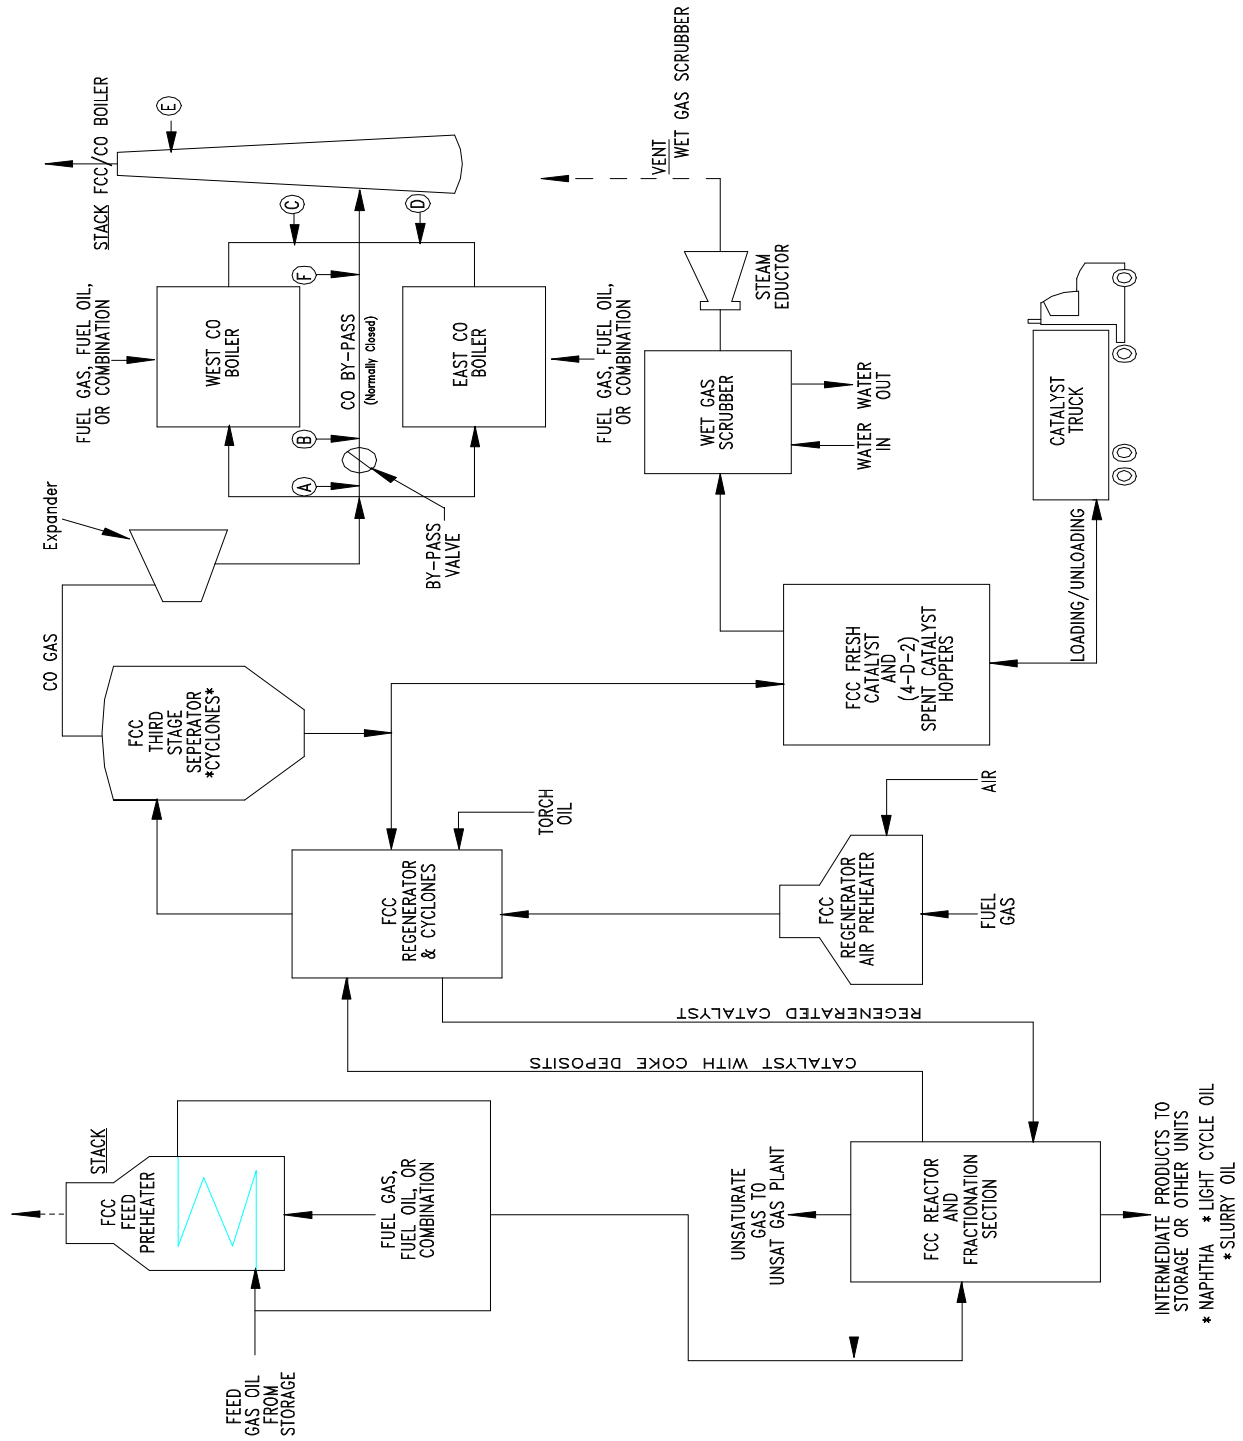 FEED
GAS OIL
FROM
STORAGE
STACK
FCC
FEED
PREHEATER
FUEL GAS,
FUEL OIL, OR
COMBINATION
UNSATURATE
GAS TO
UNSAT GAS PLANT
FCC REACTOR
AND
FRACTIONATION
SECTION
INTERMEDIATE PRODUCTS TO
STORAGE OR OTHER UNITS
* NAPHTHA * LIGHT CYCLE OIL
* SLURRY OIL
CATALYST WITH COKE DEPOSITS
REGENERATED CATALYST
FCC
REGENERATOR
& CYCLONES
TORCH
OIL
FCC
REGENERATOR
AIR PREHEATER
FUEL
GAS
AIR
FCC
THIRD
STAGE
SEPERATOR
*CYCLONES*
CO GAS
Expander
FCC FRESH
CATALYST
AND
(4-D-2)
SPENT CATALYST
HOPPERS
LOADING/UNLOADING
CATALYST
TRUCK
BY-PASS
VALVE
A
B
CO BY-PASS
(Normally Closed)
F
FUEL GAS, FUEL OIL,
OR COMBINATION
WEST CO
BOILER
EAST CO
BOILER
FUEL GAS, FUEL OIL,
OR COMBINATION
C
D
E
STACK FCC/CO BOILER
WET GAS
SCRUBBER
WATER
IN
WATER
OUT
STEAM
EDUCTOR
VENT
WET GAS SCRUBBER